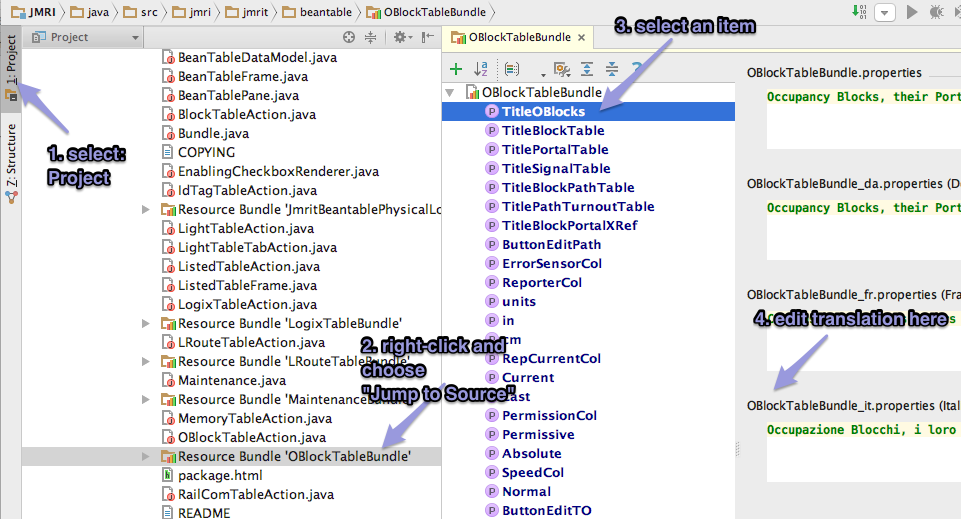 JMRI java src jmri jmrit beantable OBlockTableBundle
1: Project
Z: Structure
Project
BeanTableDataModel.java
BeanTableFrame.java
BeanTablePane.java
BlockTableAction.java
Bundle.java
COPYING
EnablingCheckboxRenderer.java
IdTagTableAction.java
Resource Bundle 'JmritBeantablePhysicalLo
LightTableAction.java
LightTableTabAction.java
ListedTableAction.java
ListedTableFrame.java
LogixTableAction.java
Resource Bundle 'LogixTableBundle'
LRouteTableAction.java
Resource Bundle 'LRouteTableBundle'
Maintenance.java
Resource Bundle 'MaintenanceBundle'
MemoryTableAction.java
OBlockTableAction.java
Resource Bundle 'OBlockTableBundle'
package.html
RailComTableAction.java
README
1. select:
Project
2. right-click and
choose
"Jump to Source"
OBlockTableBundle
3. select an item
OBlockTableBundle
TitleOBlocks
TitleBlockTable
TitlePortalTable
TitleSignalTable
TitleBlockPathTable
TitlePathTurnoutTable
TitleBlockPortalXRef
ButtonEditPath
ErrorSensorCol
ReporterCol
units
in
cm
RepCurrentCol
Current
Last
PermissionCol
Permissive
Absolute
SpeedCol
Normal
ButtonEditTO
OBlockTableBundle.properties
Occupancy Blocks, their Port
OBlockTableBundle_da.properties (D
Occupancy Blocks, their Port
OBlockTableBundle_fr.properties (Fra
4. edit translation here
OBlockTableBundle_it.properties (Ital
Occupazione Blocchi, i loro